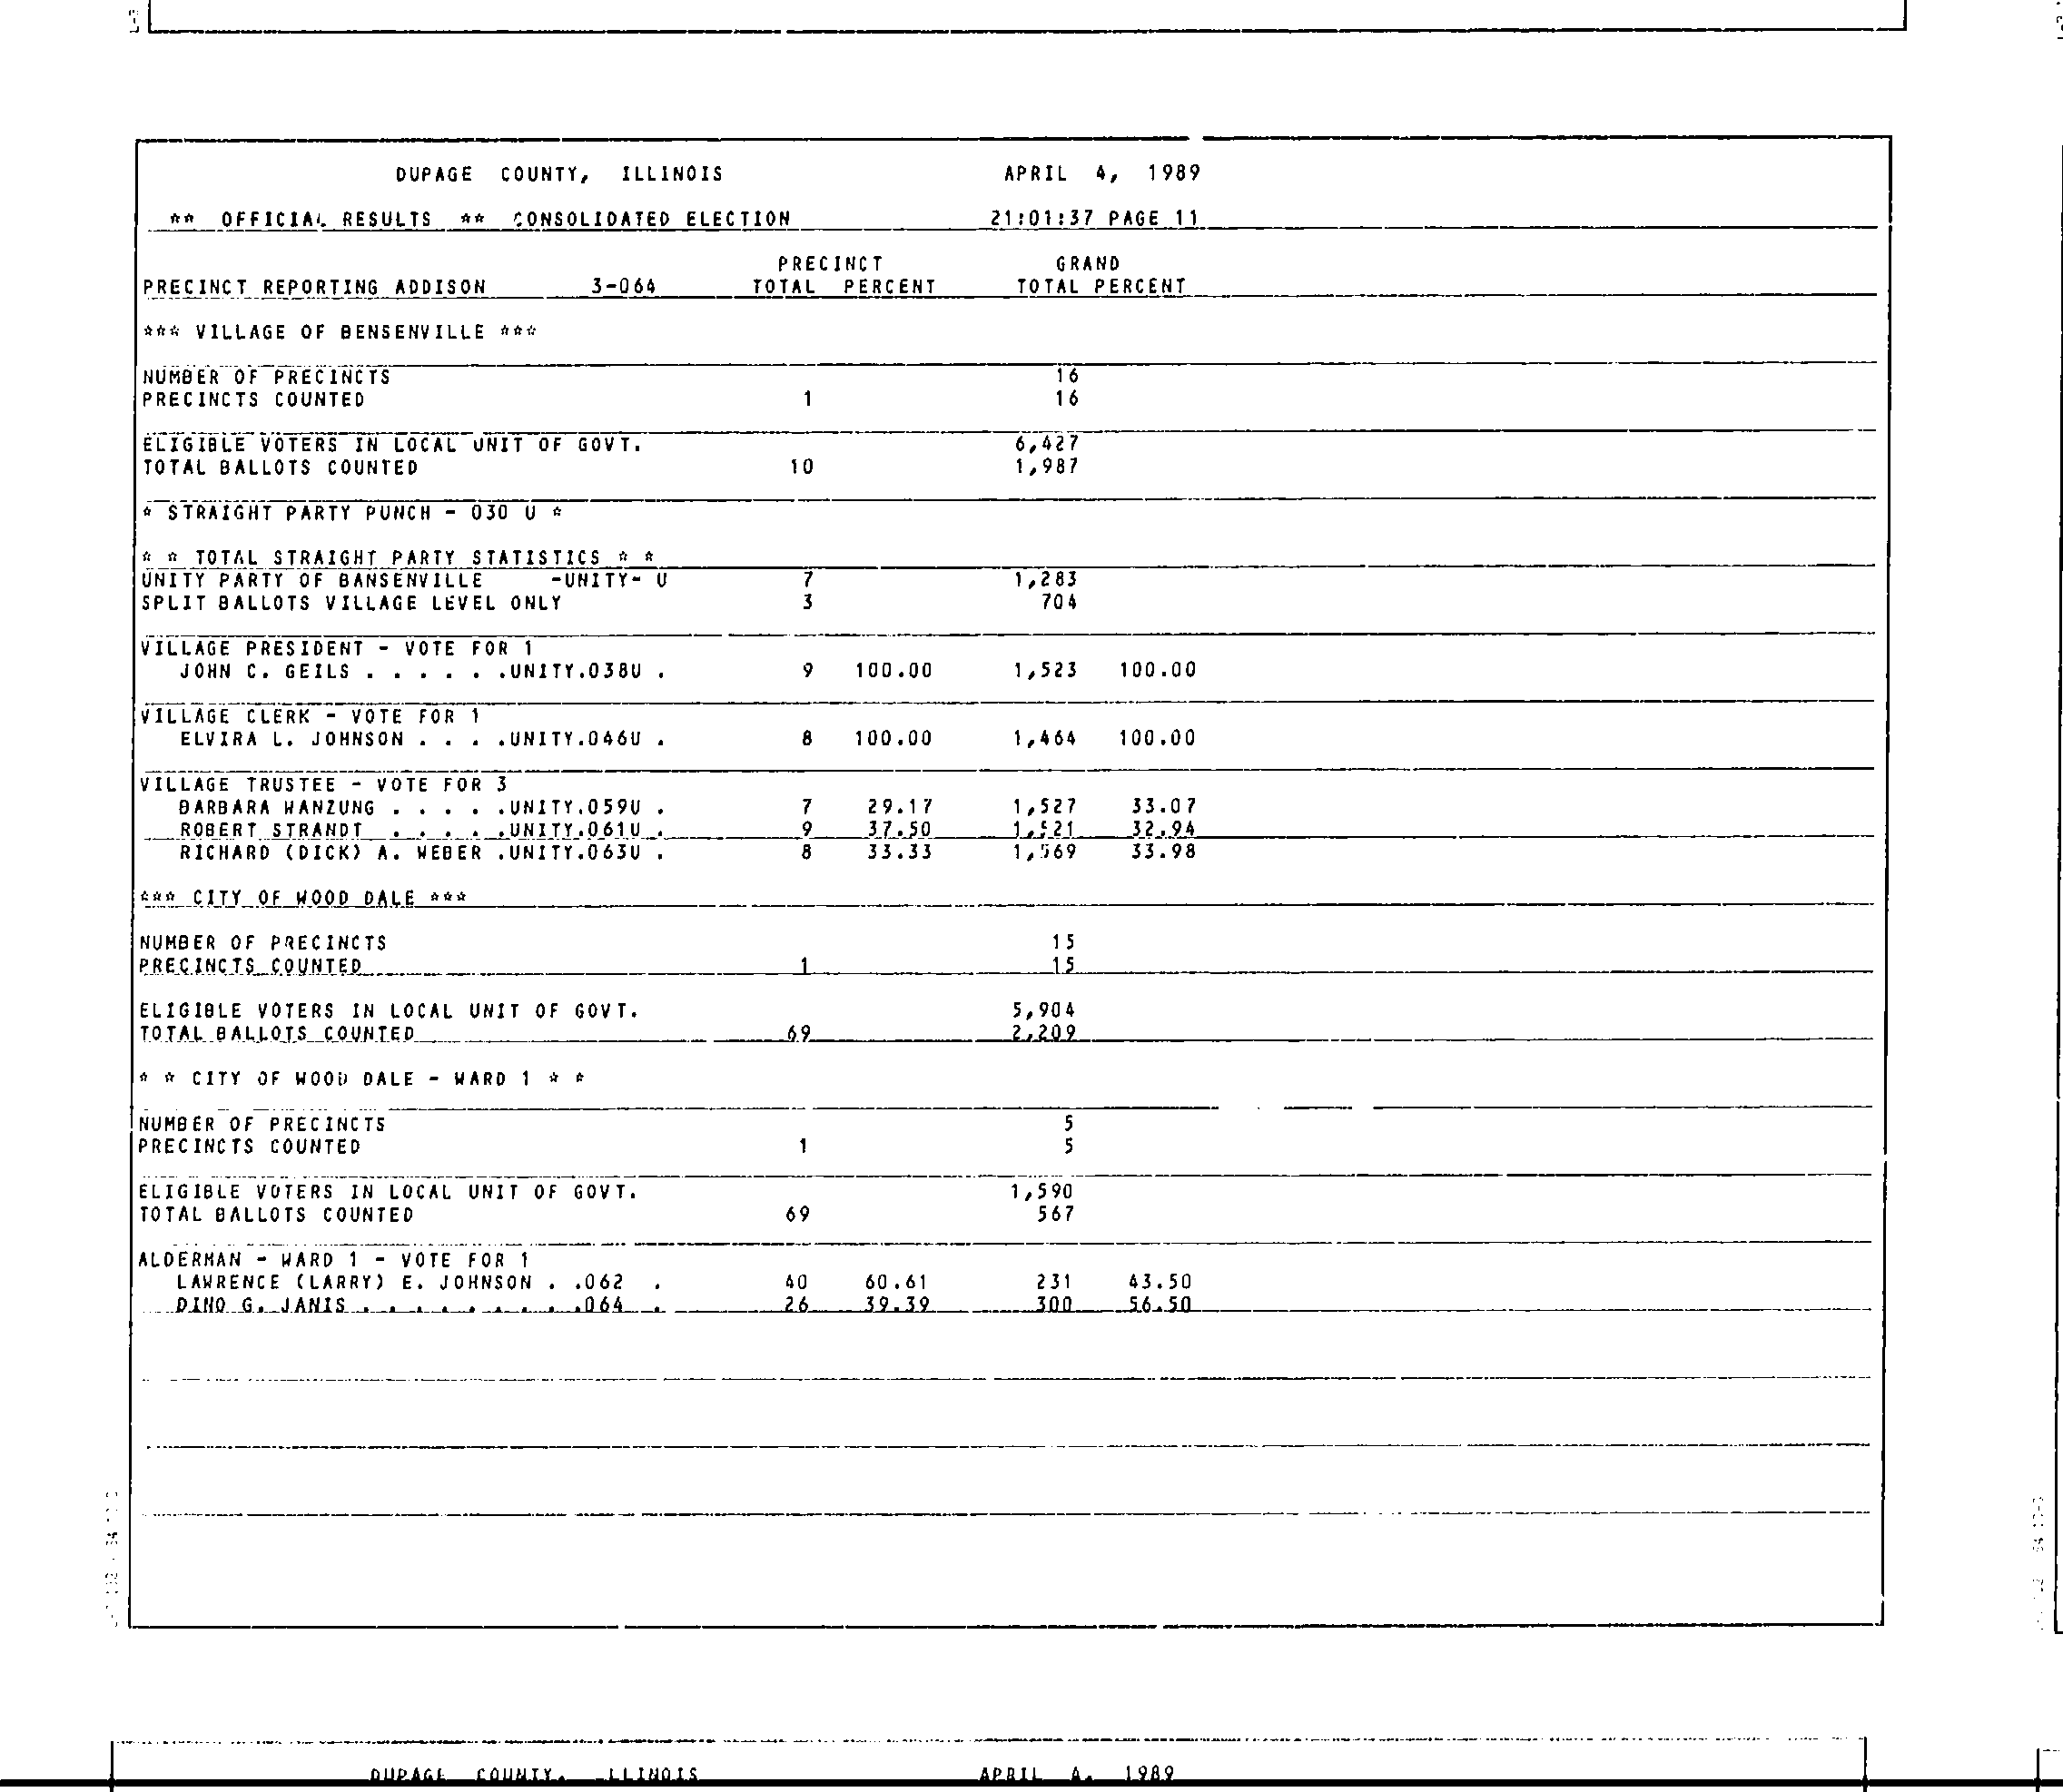 DUPAGE COUNTY, ILLINOIS APRIL 4, 1989
** OFFICIAL RESULTS ** CONSOLIDATED ELECTION 21:01:37 PAGE 11
PRECINCT GRAND
PRECINCT REPORTING ADDISON 3-064 TOTAL PERCENT TOTAL PERCENT
*** VILLAGE OF BENSENVILLE ***
NUMBER OF PRECINCTS 16
PRECINCTS COUNTED 1 16
ELIGIBLE VOTERS IN LOCAL UNIT OF GOVT. 6,427
TOTAL BALLOTS COUNTED 10 1,987
* STRAIGHT PARTY PUNCH - 030 U *
* * TOTAL STRAIGHT PARTY STATISTICS * *
UNITY PARTY OF BANSENVILLE -UNITY- U 7 1,283
SPLIT BALLOTS VILLAGE LEVEL ONLY 3 704
VILLAGE PRESIDENT - VOTE FOR 1
JOHN C. GEILS . . . . . .UNITY.038U . 9 100.00 1,523 100.00
VILLAGE CLERK - VOTE FOR 1
ELVIRA L. JOHNSON . . . .UNITY.046U . 8 100.00 1,464 100.00
VILLAGE TRUSTEE - VOTE FOR 3
BARBARA WANZUNG . . . . .UNITY.059U . 7 29.17 1,527 33.07
ROBERT STRANDT . . . . .UNITY.061U . 9 37.50 1,521 32.94
RICHARD (DICK) A. WEBER .UNITY.063U . 8 33.33 1,569 33.98
*** CITY OF WOOD DALE ***
NUMBER OF PRECINCTS 15
PRECINCTS COUNTED 1 15
ELIGIBLE VOTERS IN LOCAL UNIT OF GOVT. 5,904
TOTAL BALLOTS COUNTED 69 2,209
* * CITY OF WOOD DALE - WARD 1 * *
NUMBER OF PRECINCTS 5
PRECINCTS COUNTED 1 5
ELIGIBLE VOTERS IN LOCAL UNIT OF GOVT. 1,590
TOTAL BALLOTS COUNTED 69 567
ALDERMAN - WARD 1 - VOTE FOR 1
LAWRENCE (LARRY) E. JOHNSON . .062 . 40 60.61 231 43.50
DINO G. JANIS . . . . . . . . .064 . 26 39.39 300 56.50
DUPAGE COUNTY, ILLINOIS APRIL 4, 1989